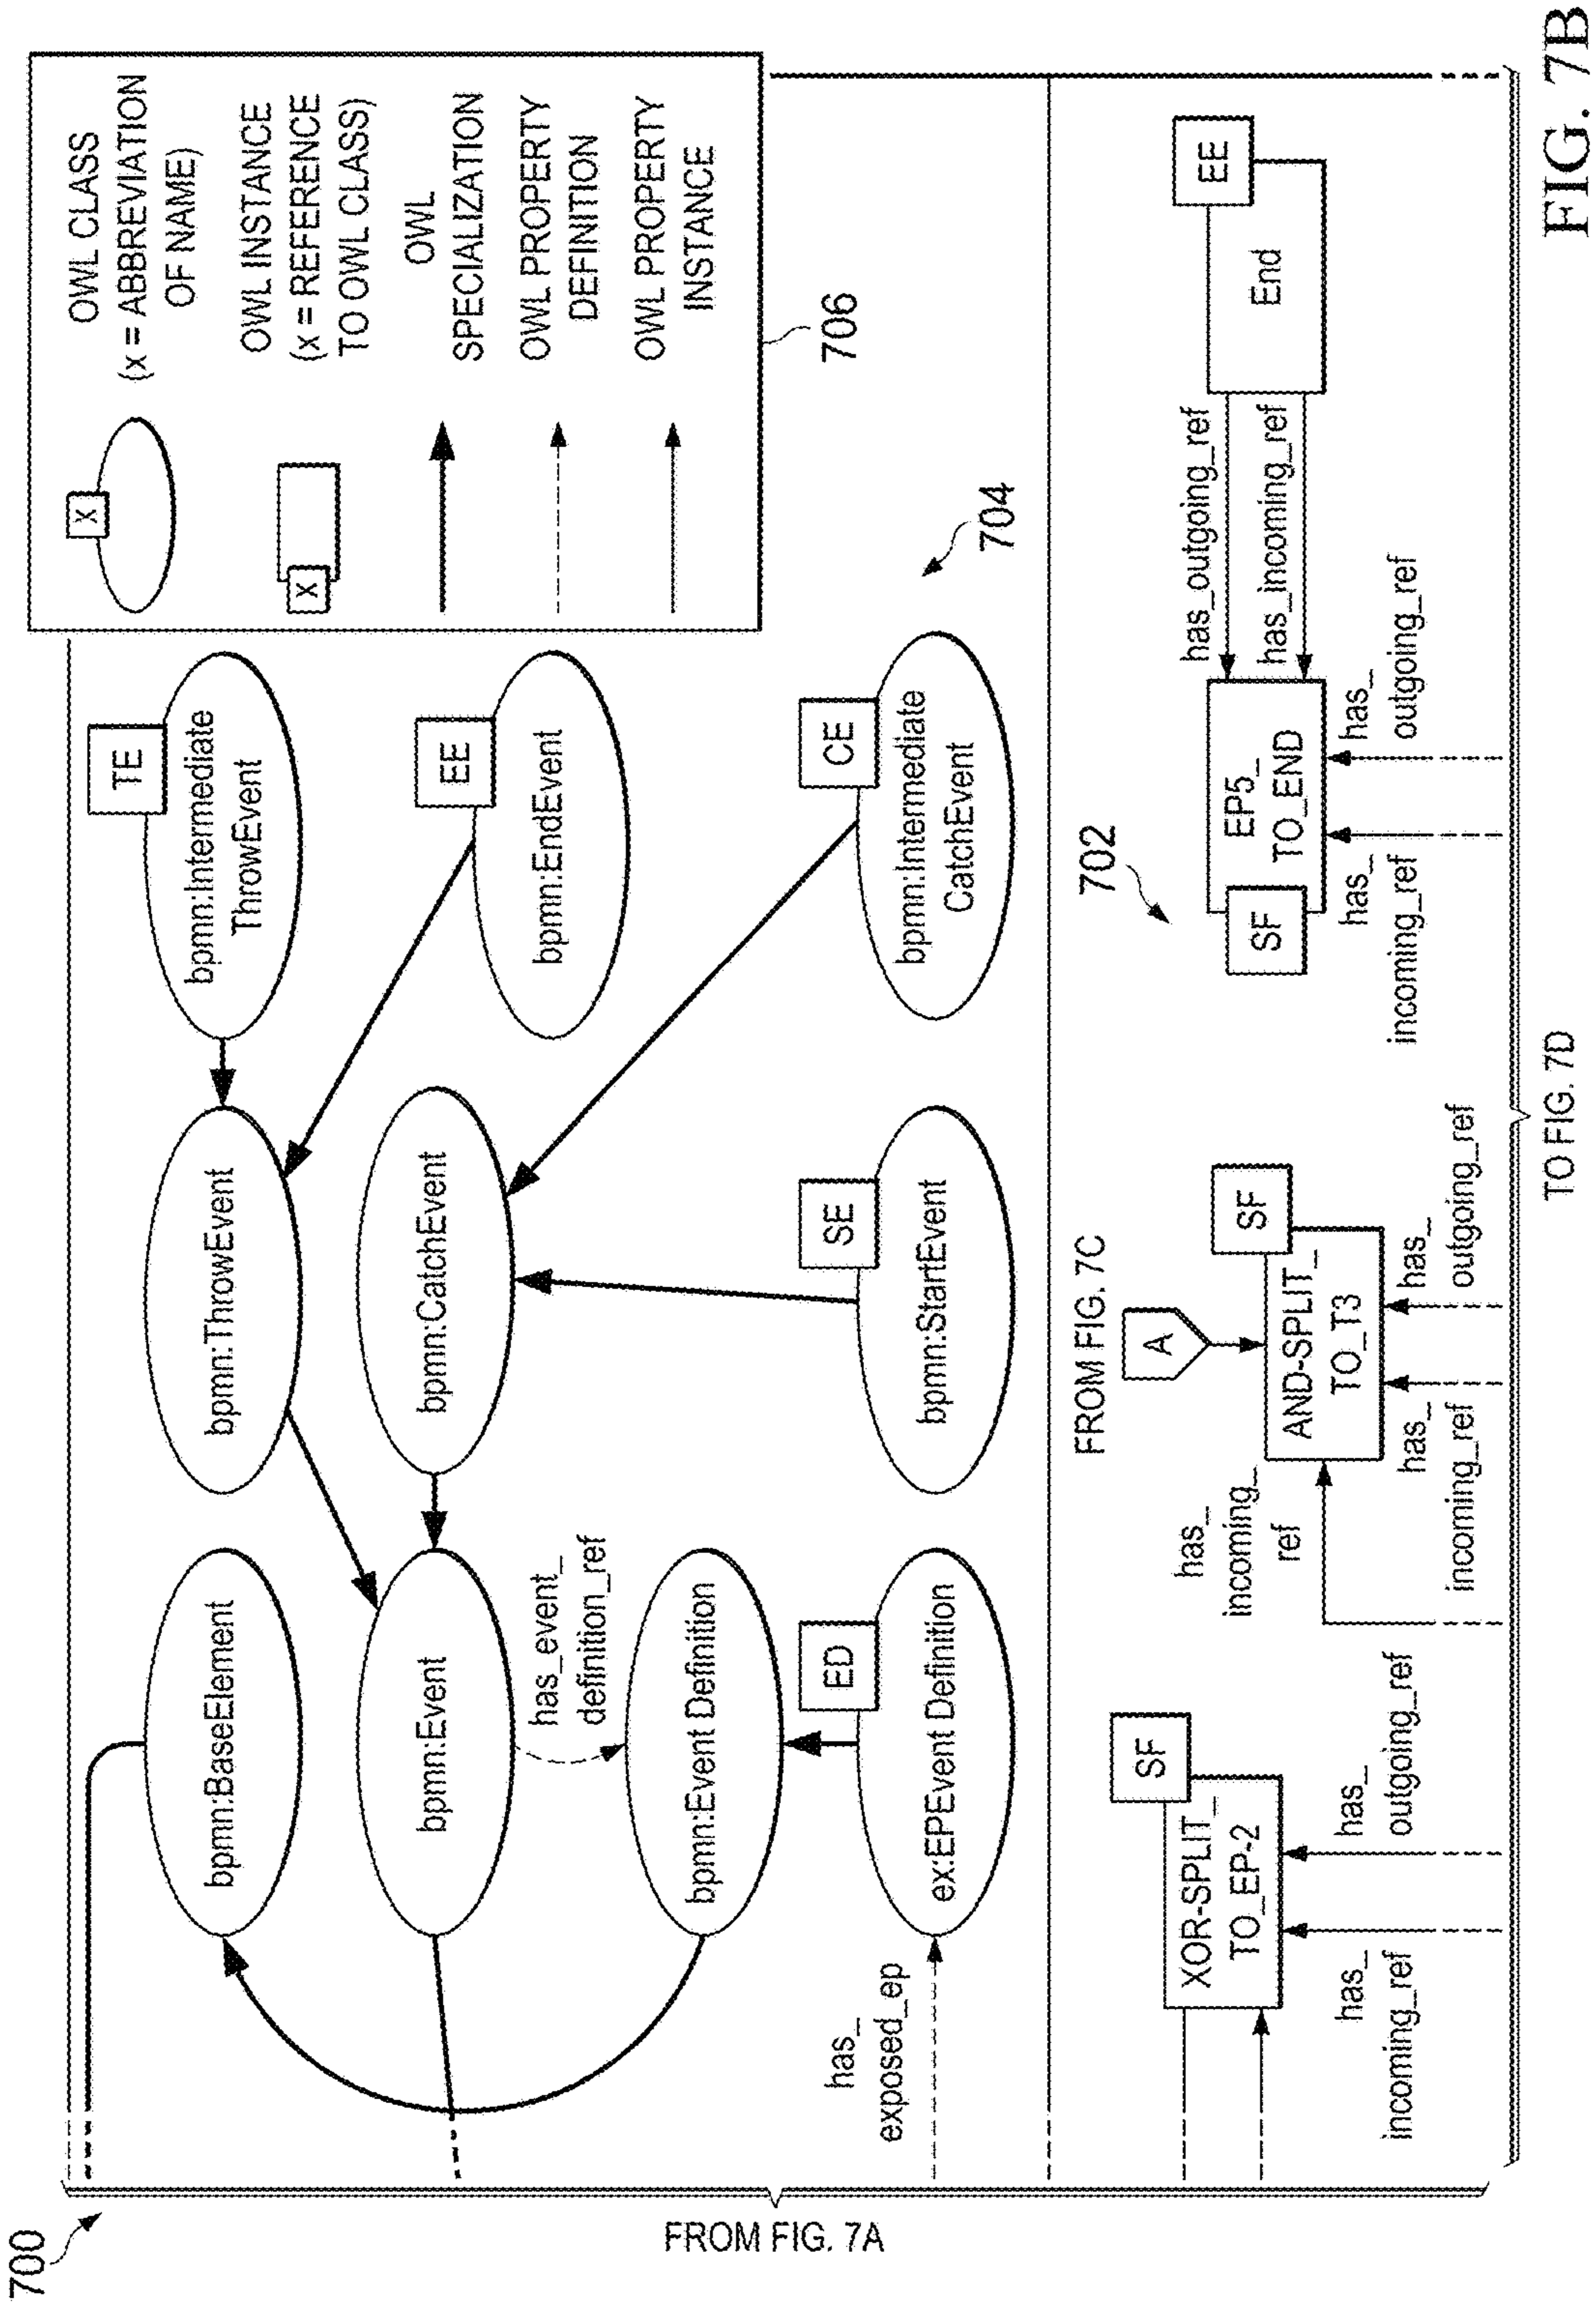 700
FROM FIG. 7A
bpmn:BaseElement
bpmn:ThrowEvent
TE
bpmn:Intermediate
ThrowEvent
bpmn:Event
bpmn:CatchEvent
EE
bpmn:EndEvent
has_event_
definition_ref
bpmn:Event Definition
has_
exposed_ep
ED
ex:EPEvent Definition
SE
bpmn:StartEvent
CE
bpmn:Intermediate
CatchEvent
704
X
OWL CLASS
(x = ABBREVIATION
OF NAME)
X
OWL INSTANCE
(x = REFERENCE
TO OWL CLASS)
OWL
SPECIALIZATION
OWL PROPERTY
DEFINITION
OWL PROPERTY
INSTANCE
706
SF
XOR-SPLIT_
TO_EP-2
has_
incoming_ref
has_
outgoing_ref
FROM FIG. 7C
A
has_
incoming_
ref
SF
AND-SPLIT_
TO_T3
has_
incoming_ref
has_
outgoing_ref
702
SF
EP5_
TO_END
has_
incoming_ref
has_
outgoing_ref
has_outgoing_ref
has_incoming_ref
EE
End
TO FIG. 7D
FIG. 7B